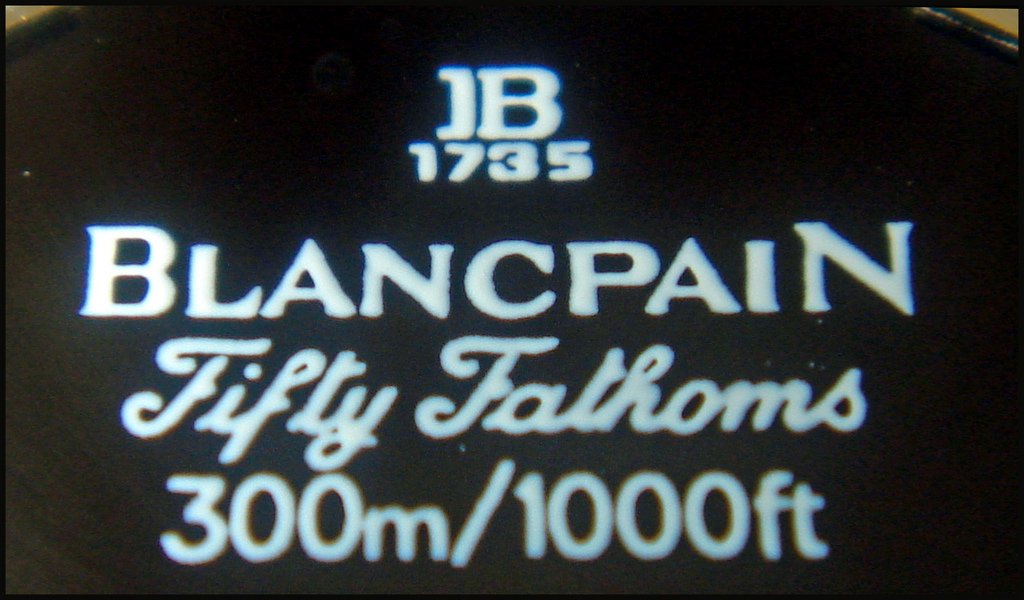 JB
1735
BLANCPAIN
Fifty Fathoms
300m/1000ft